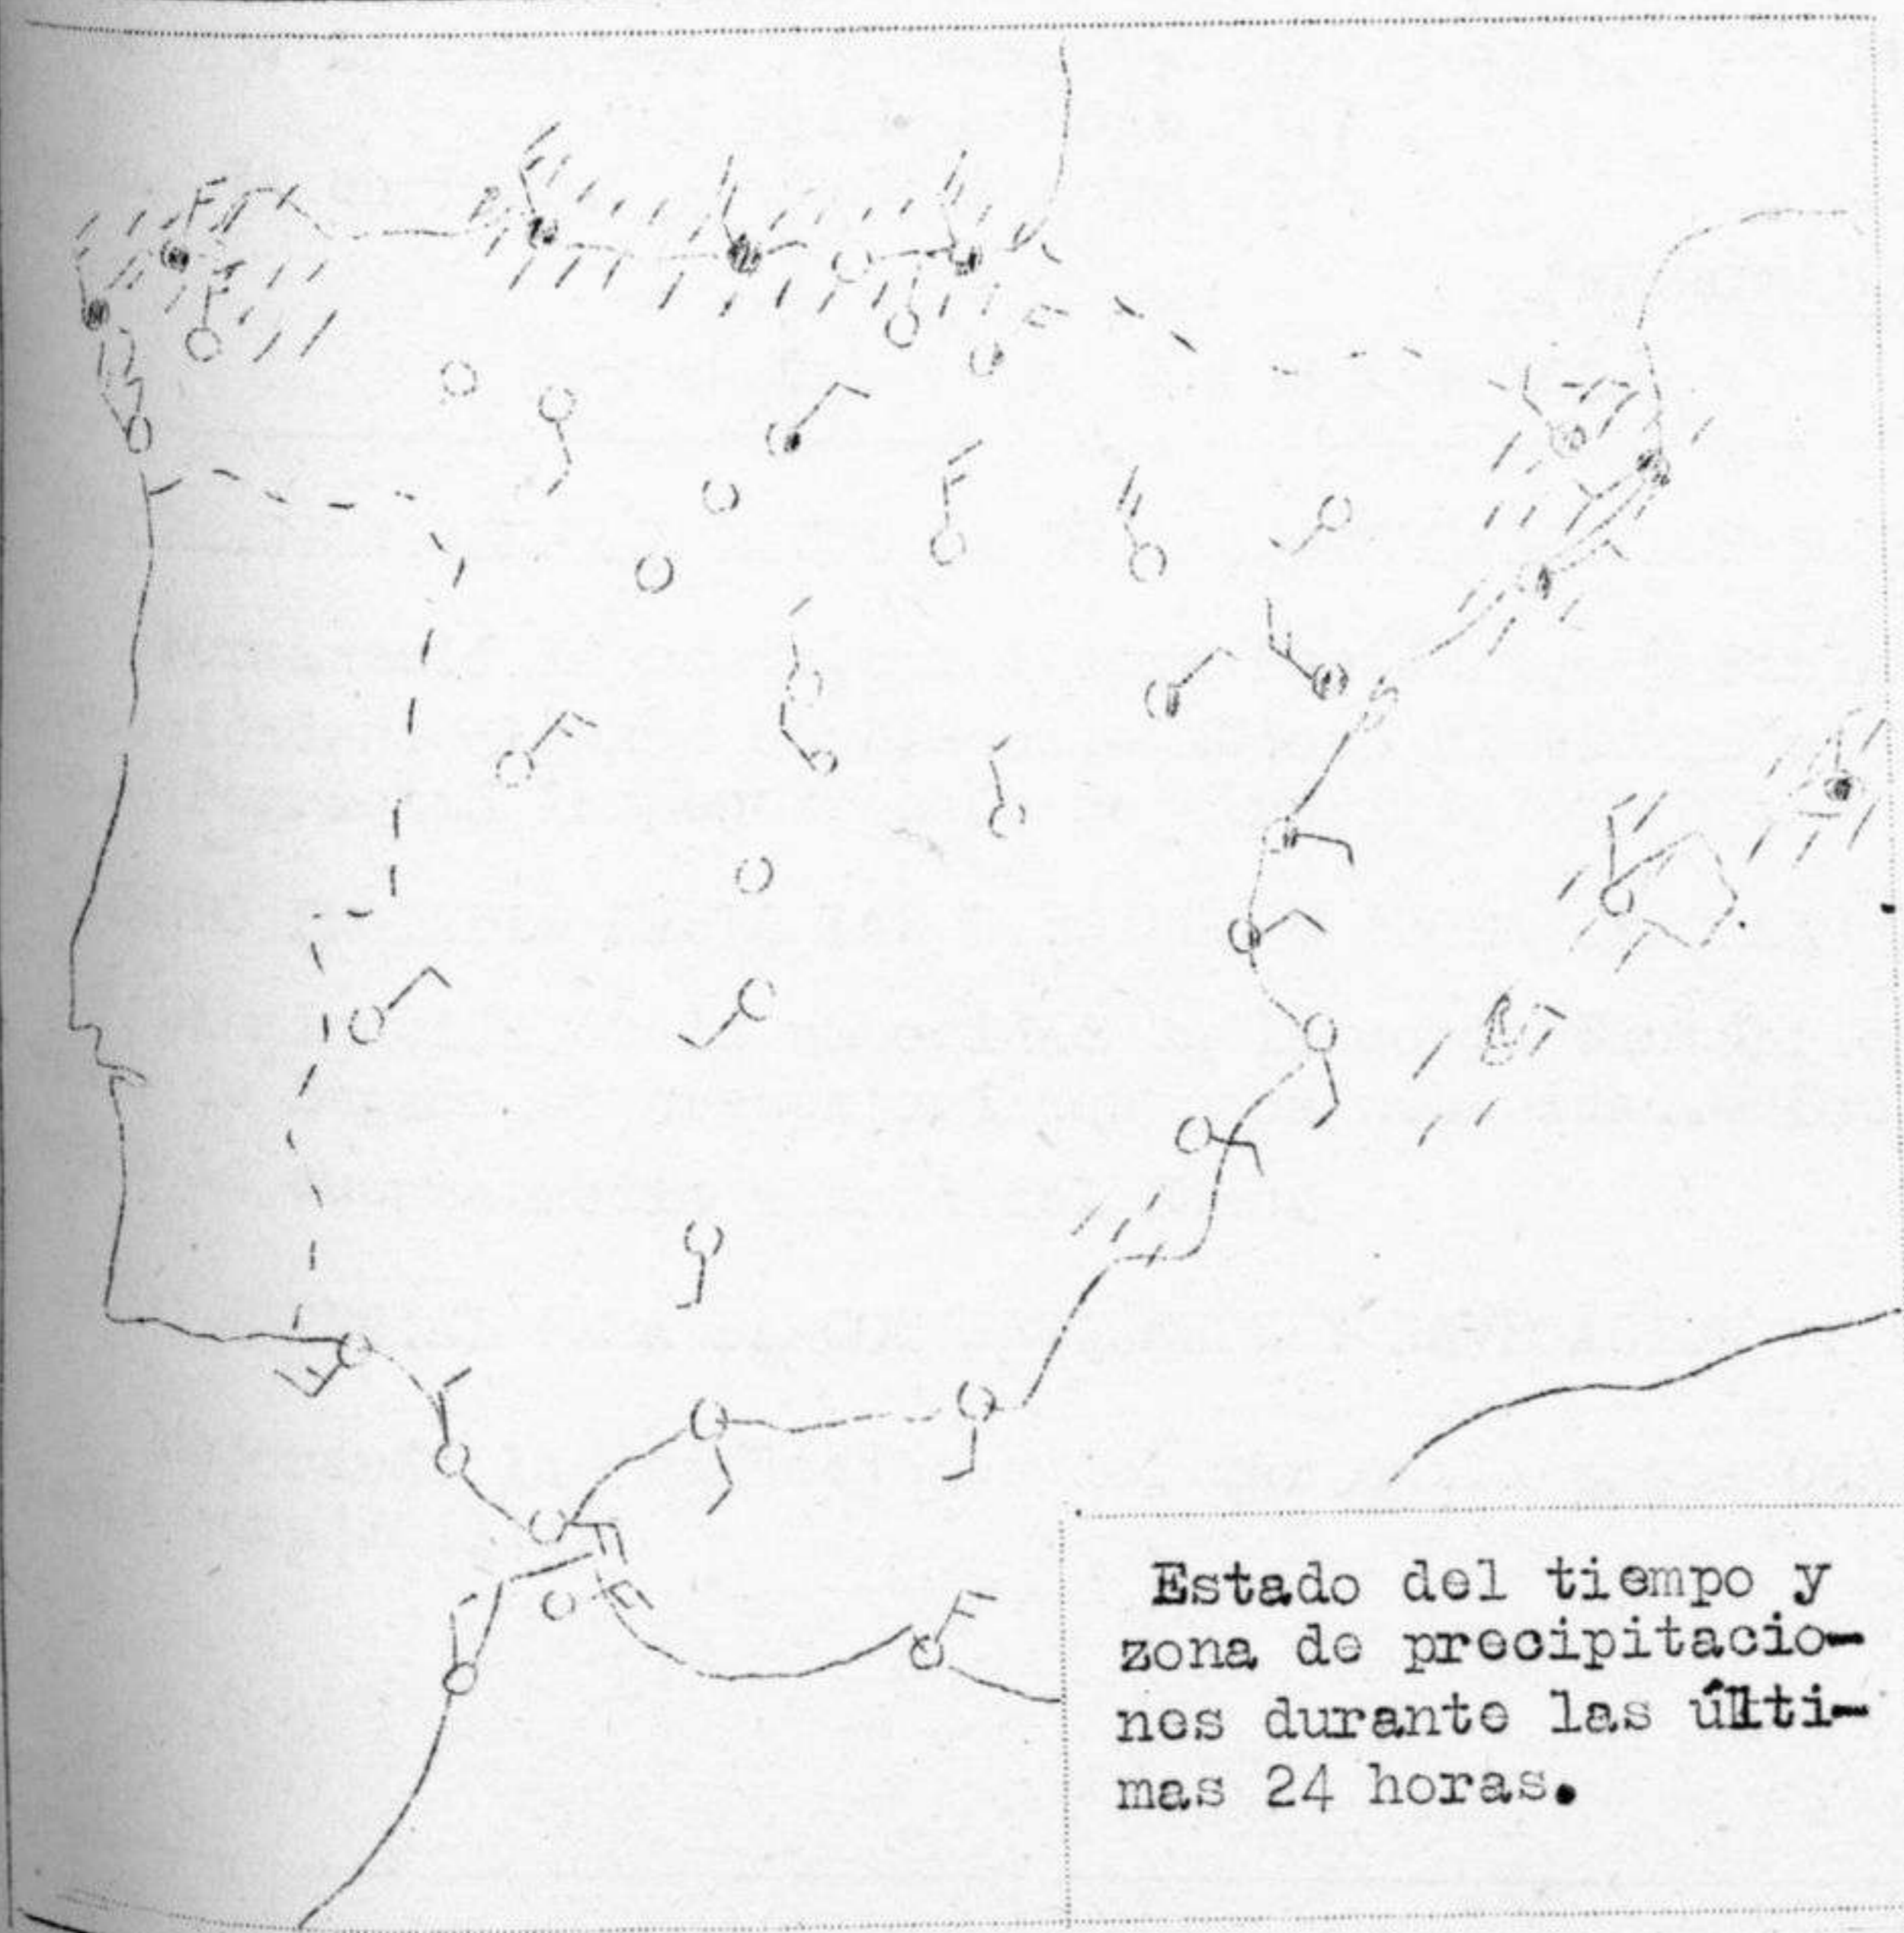 Estado del tiempo y
zona de precipitacio-
nes durante las últi-
mas 24 horas.